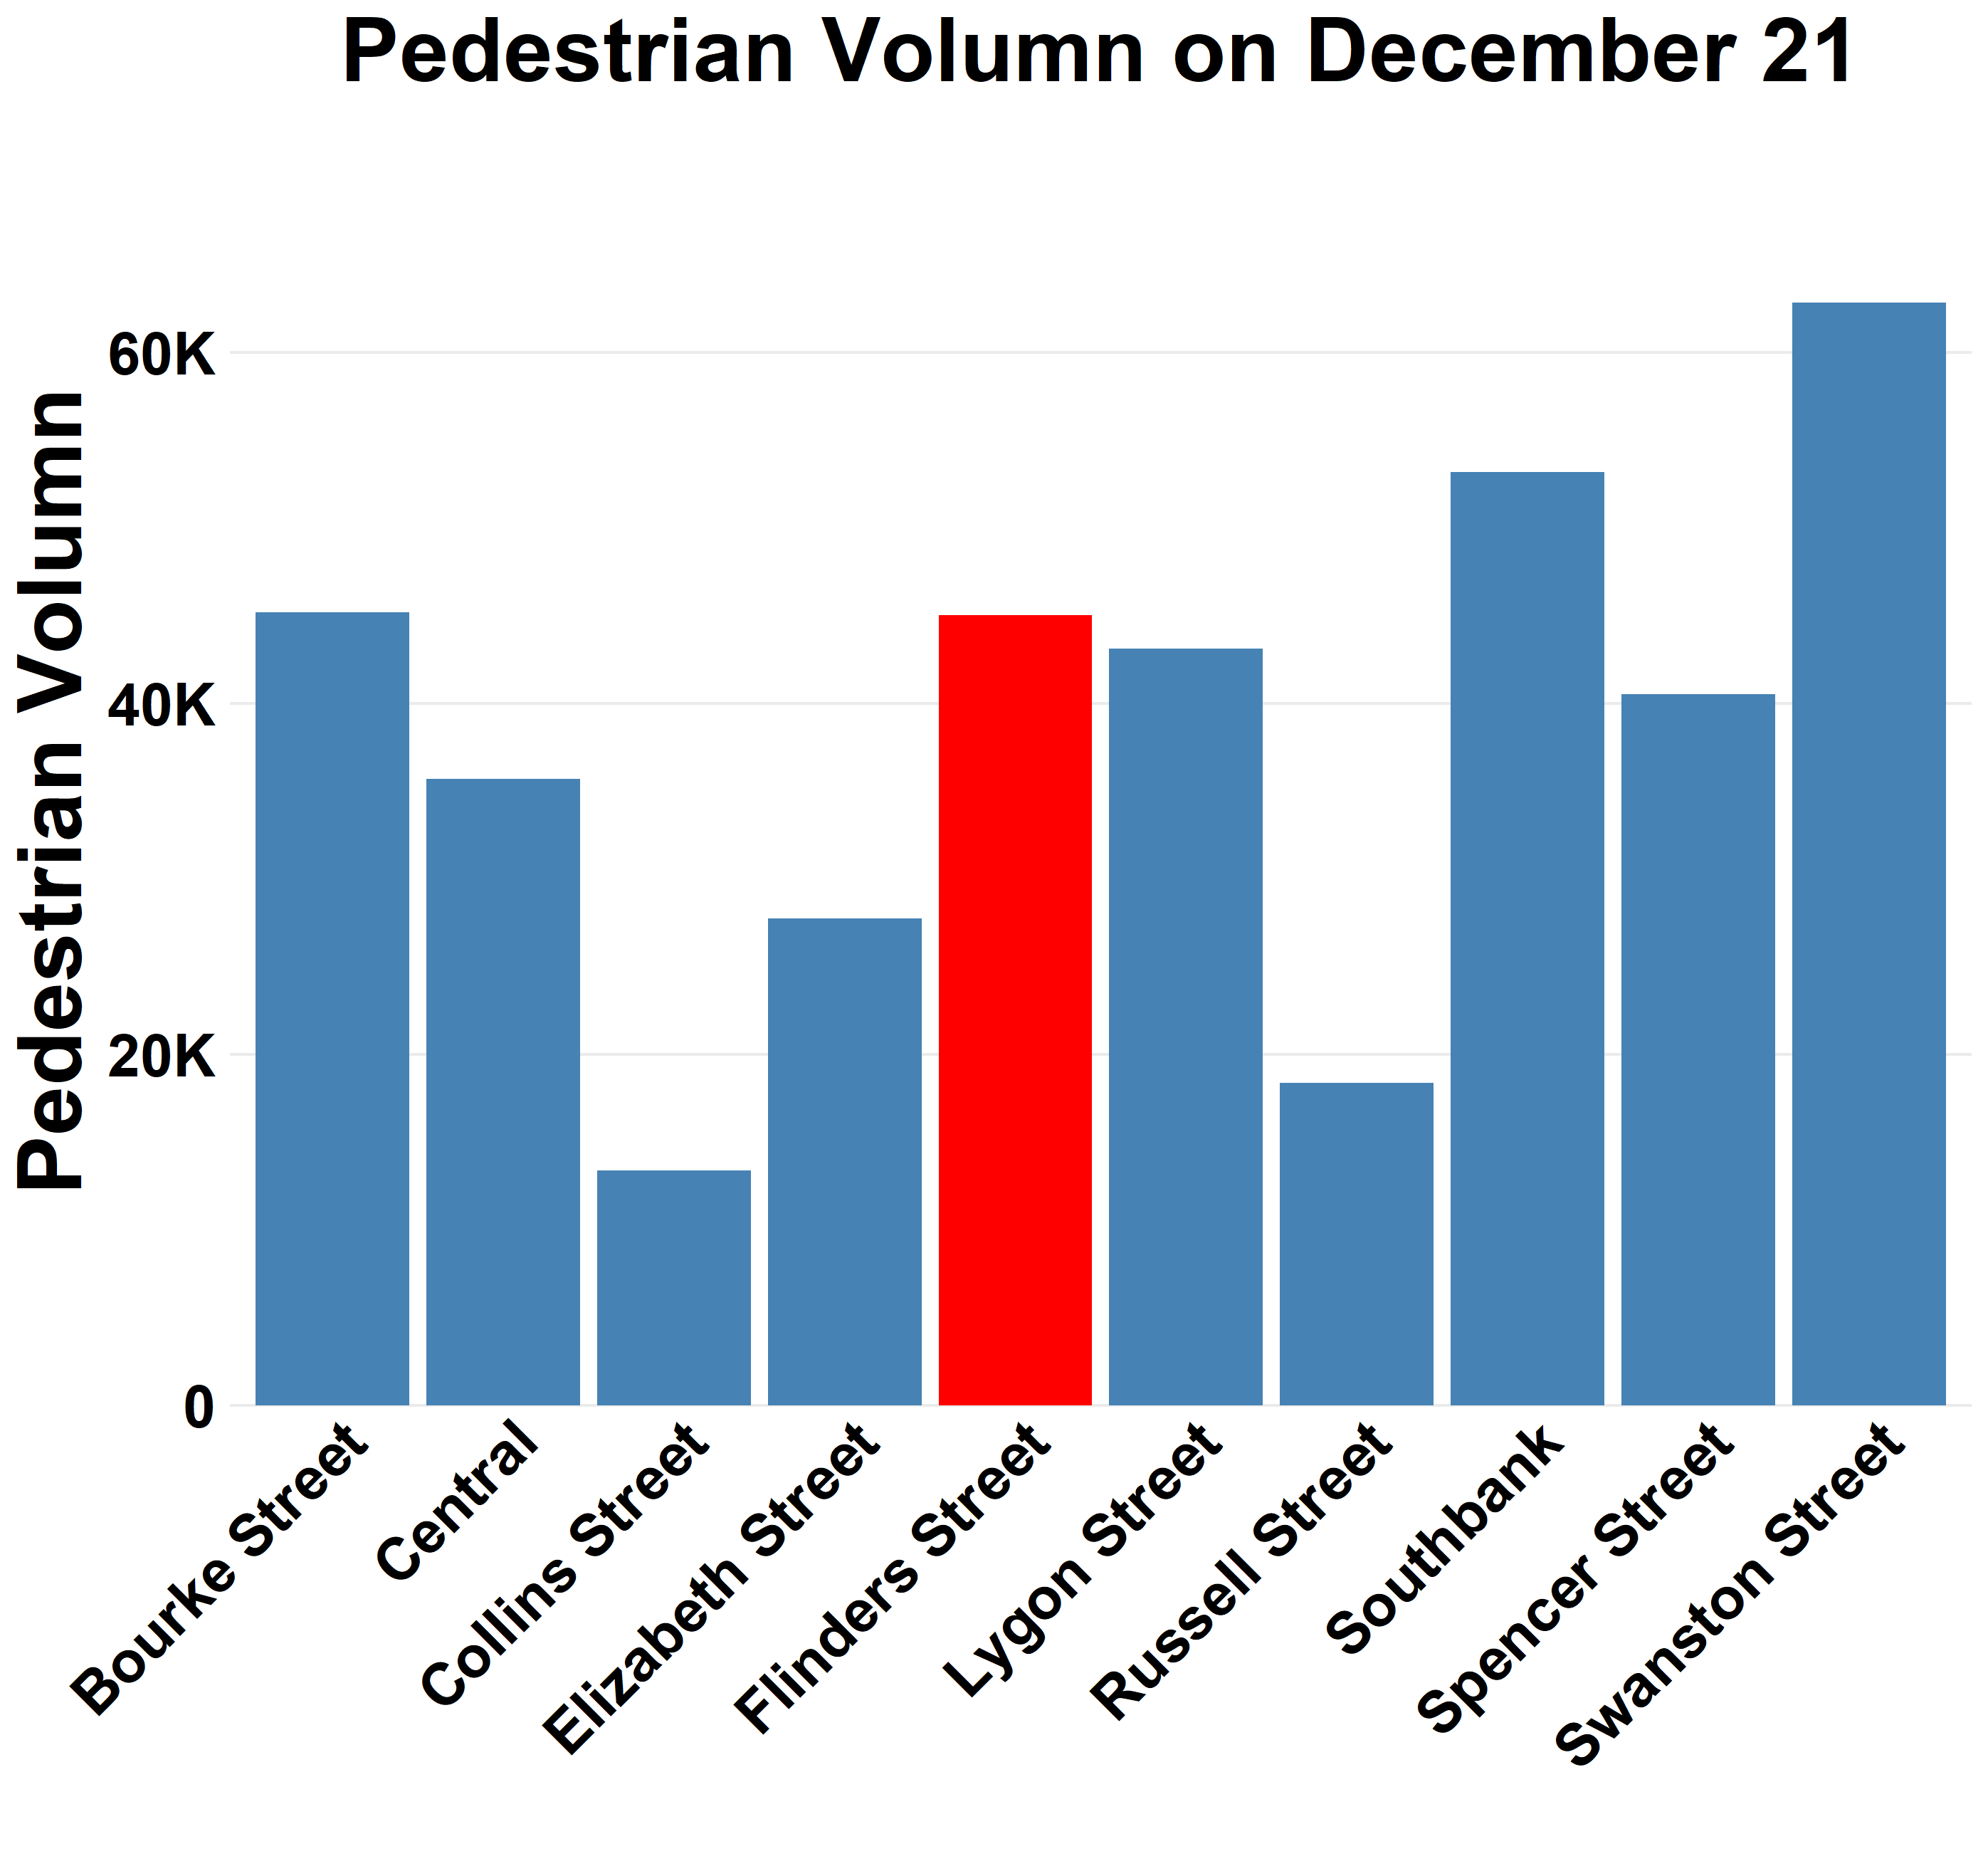 Pedestrian Volumn on December 21
Pedestrian Volumn
60K
40K
20K
0
Bourke Street
Central
Collins Street
Elizabeth Street
Flinders Street
Lygon Street
Russell Street
Southbank
Spencer Street
Swanston Street